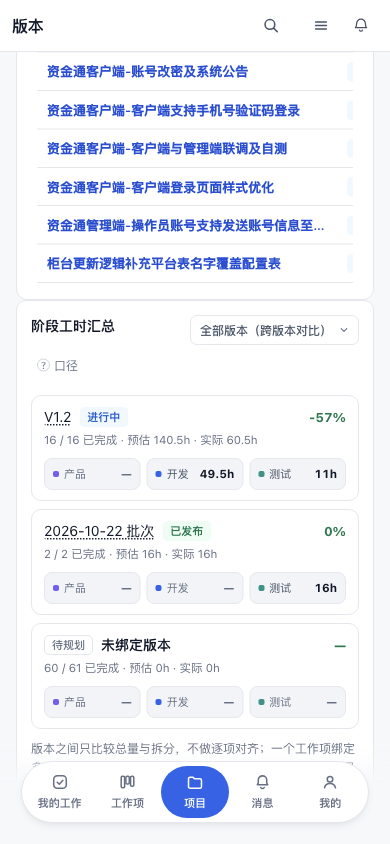 版本
资金通客户端-账号改密及系统公告
资金通客户端-客户端支持手机号验证码登录
资金通客户端-客户端与管理端联调及自测
资金通客户端-客户端登录页面样式优化
资金通管理端-操作员账号支持发送账号信息至...
柜台更新逻辑补充平台表名字覆盖配置表
阶段工时汇总
全部版本（跨版本对比）
? 口径
V1.2 进行中 -57%
16 / 16 已完成 · 预估 140.5h · 实际 60.5h
产品 — 开发 49.5h 测试 11h
2026-10-22 批次 已发布 0%
2 / 2 已完成 · 预估 16h · 实际 16h
产品 — 开发 — 测试 16h
待规划 未绑定版本 —
60 / 61 已完成 · 预估 0h · 实际 0h
产品 — 开发 — 测试 —
版本之间只比较总量与拆分，不做逐项对齐；一个工作项绑定
我的工作 工作项 项目 消息 我的